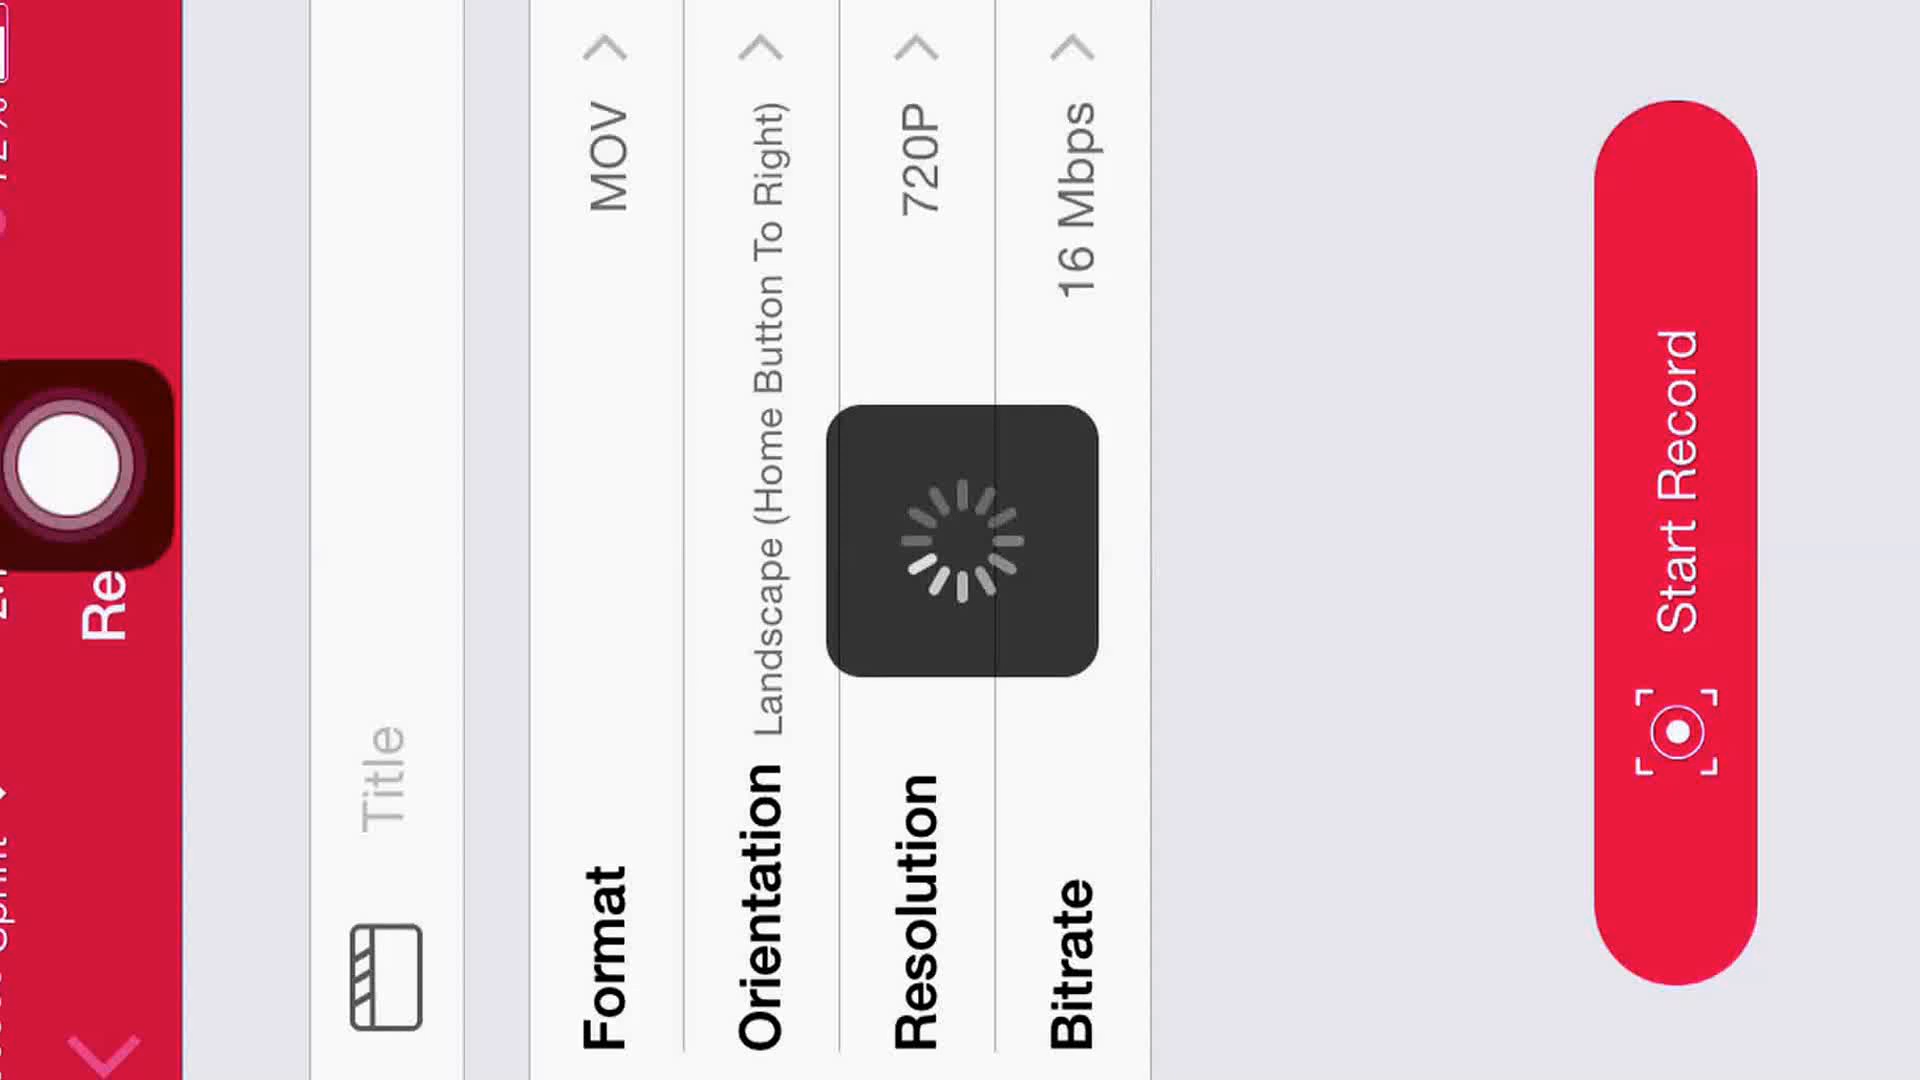 Re
Title
Format MOV
Orientation Landscape (Home Button To Right)
Resolution 720P
Bitrate 16 Mbps
Start Record